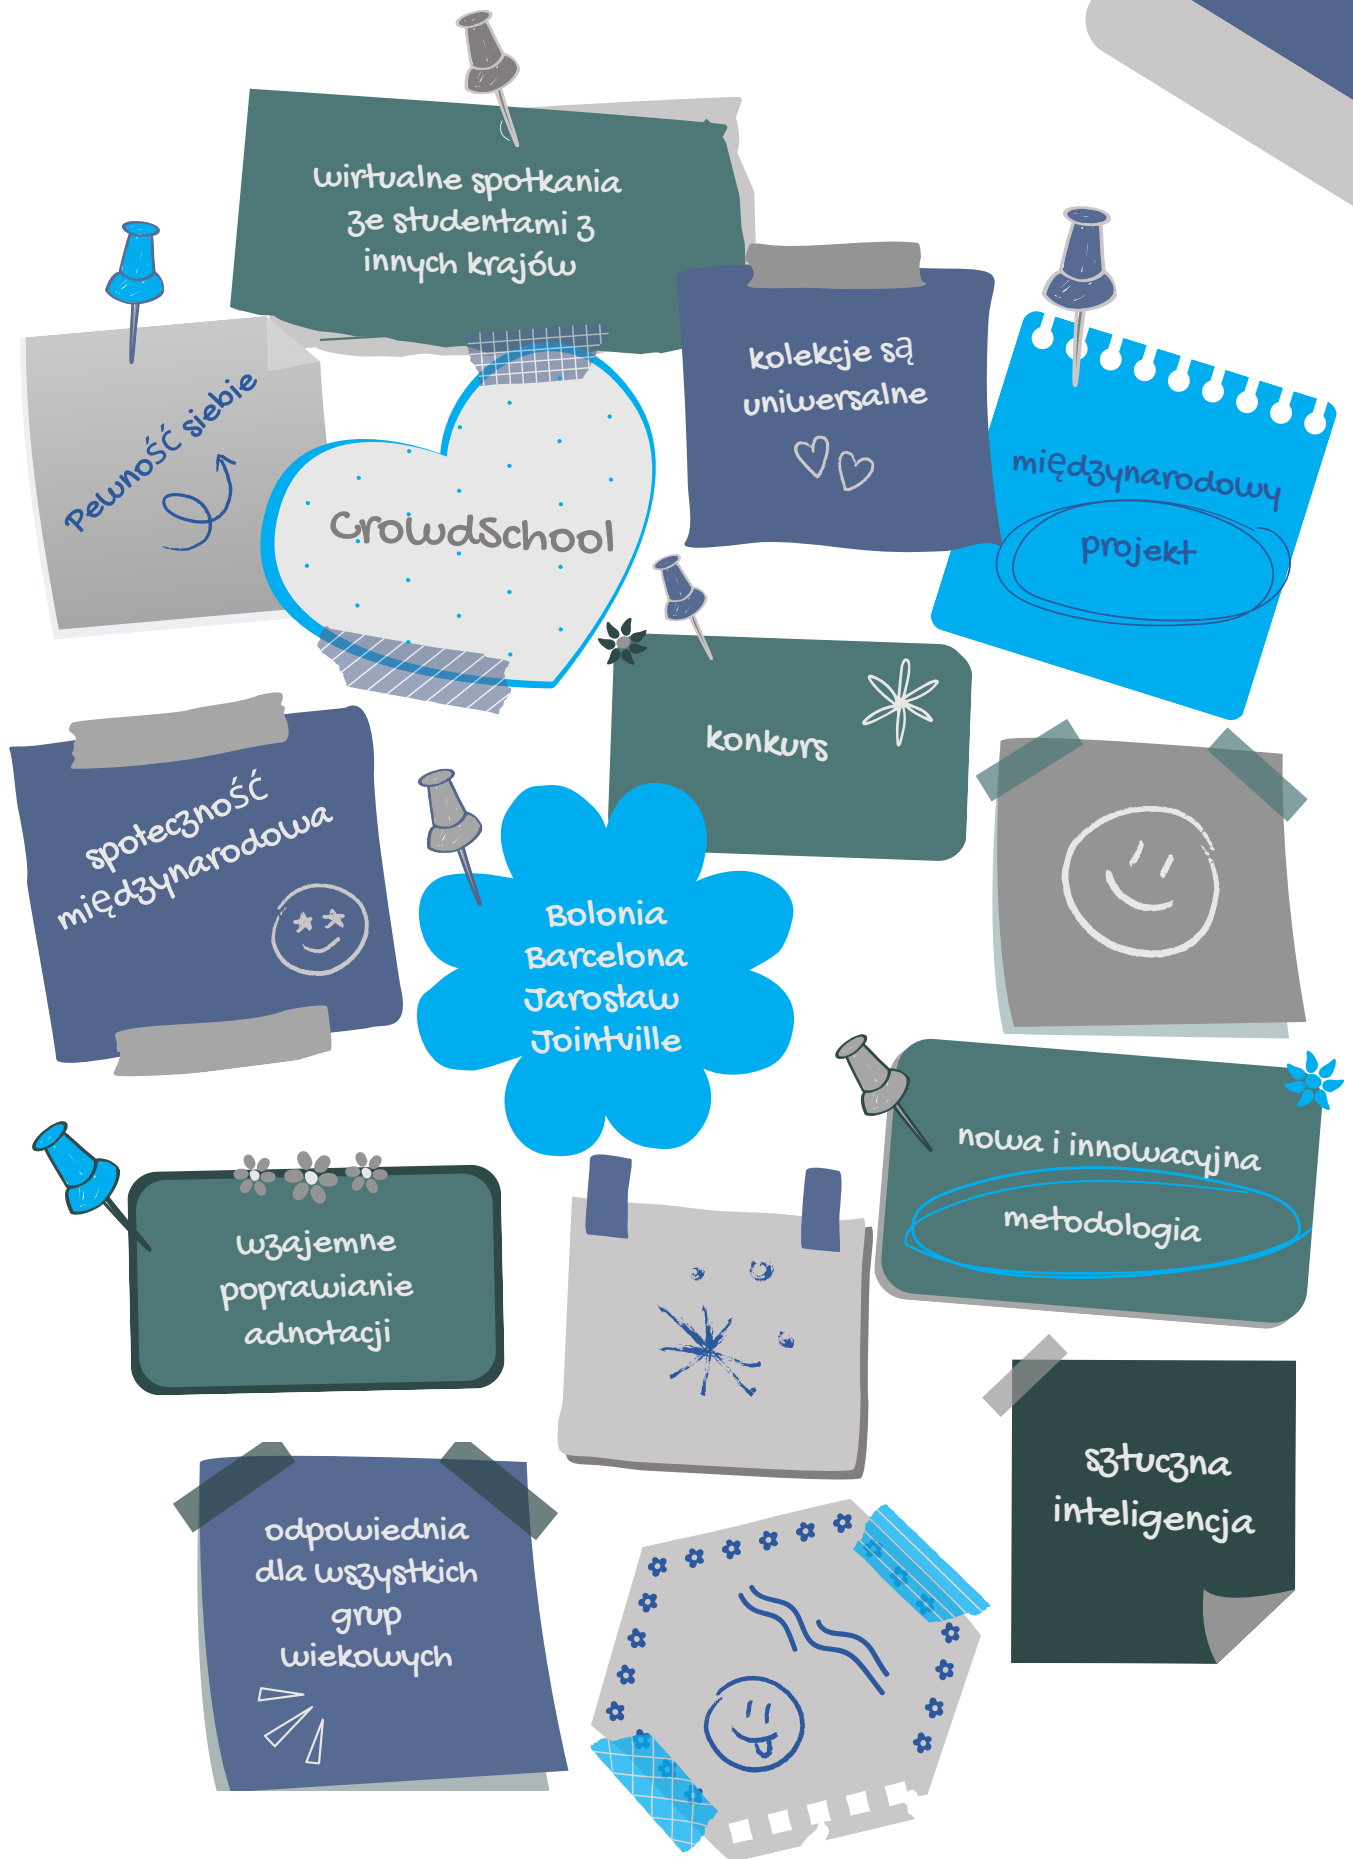 wirtualne spotkania
ze studentami z
innych krajów
Pewność siebie
CrowdSchool
kolekcje są
uniwersalne
międzynarodowy
projekt
konkurs
społeczność
międzynarodowa
Bolonia
Barcelona
Jarosław
Jointville
nowa i innowacyjna
metodologia
wzajemne
poprawianie
adnotacji
odpowiednia
dla wszystkich
grup
wiekowych
sztuczna
inteligencja